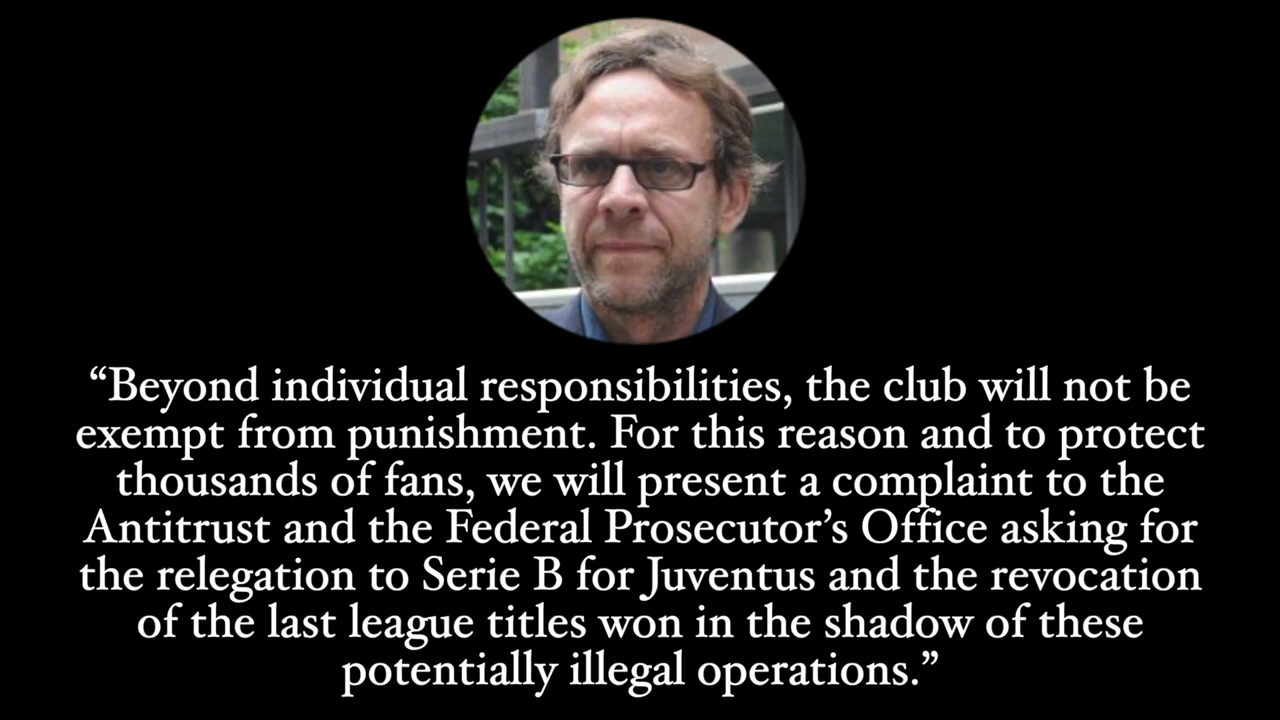 “Beyond individual responsibilities, the club will not be
exempt from punishment. For this reason and to protect
thousands of fans, we will present a complaint to the
Antitrust and the Federal Prosecutor’s Office asking for
the relegation to Serie B for Juventus and the revocation
of the last league titles won in the shadow of these
potentially illegal operations.”